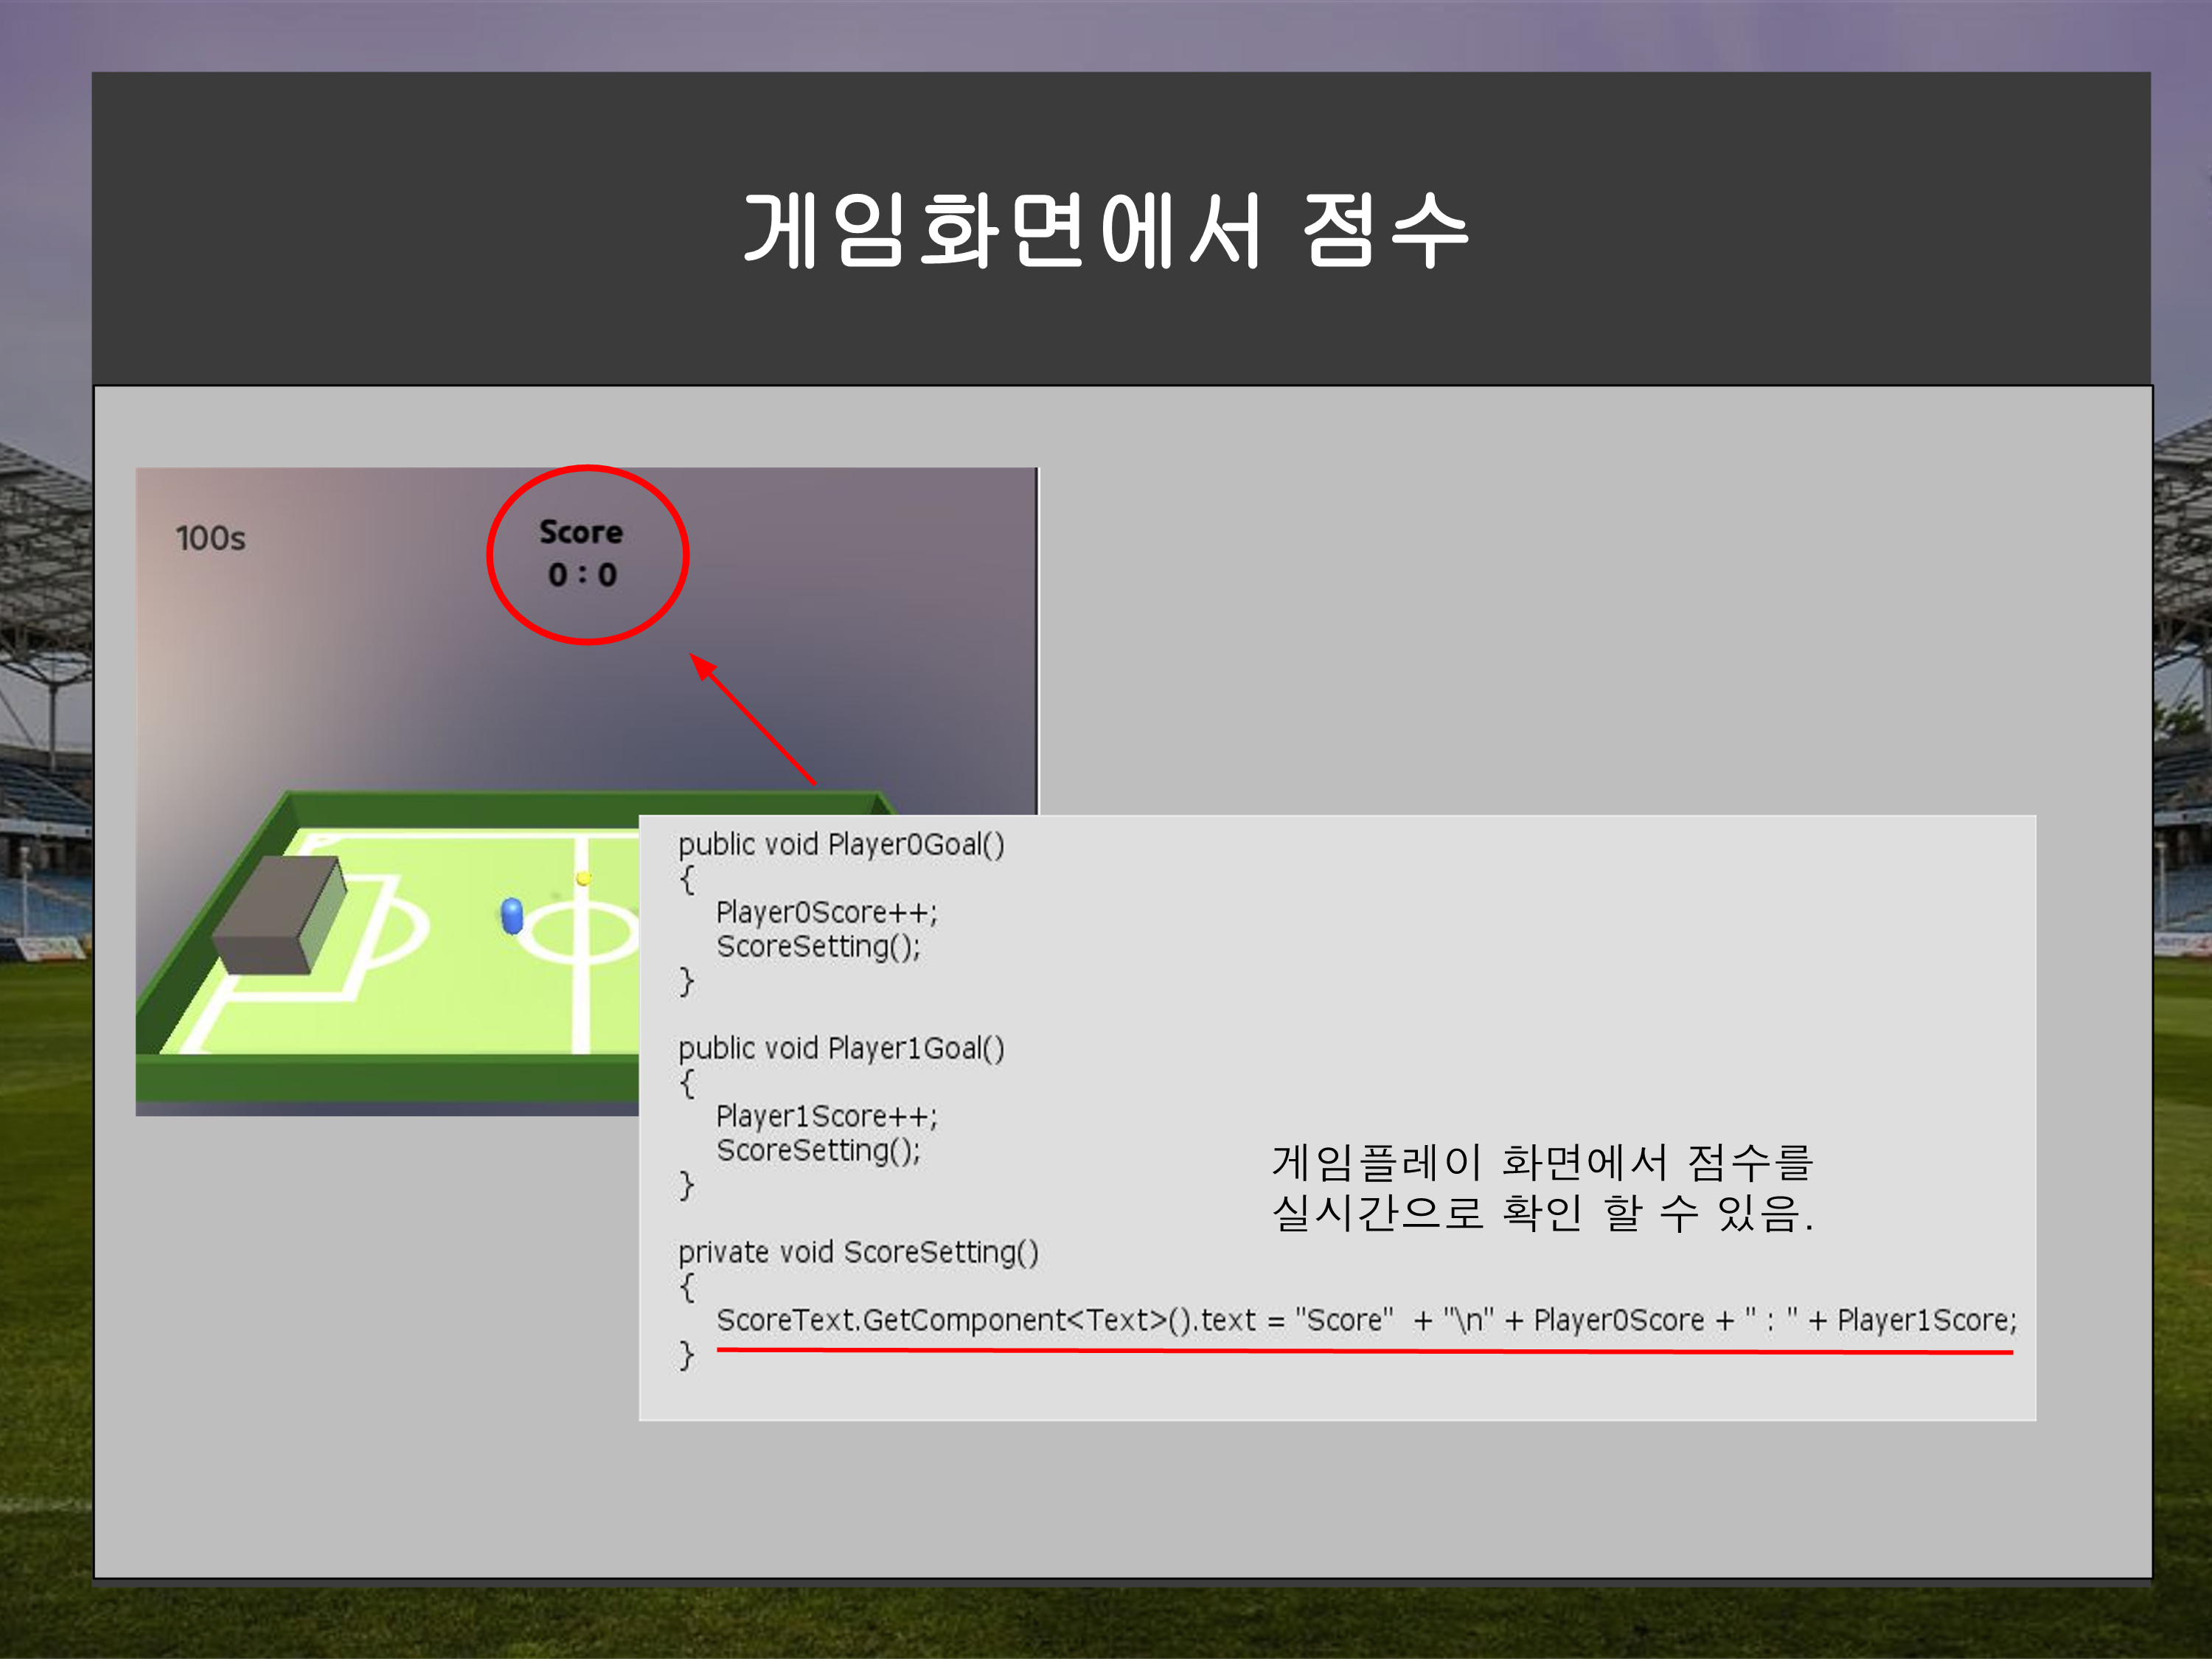 게임화면에서 점수
100s
Score
0 : 0
public void Player0Goal()
{
Player0Score++;
ScoreSetting();
}
public void Player1Goal()
{
Player1Score++;
ScoreSetting();
}
게임플레이 화면에서 점수를
실시간으로 확인 할 수 있음.
private void ScoreSetting()
{
ScoreText.GetComponent<Text>().text = "Score"  + "\n" + Player0Score + " : " + Player1Score;
}